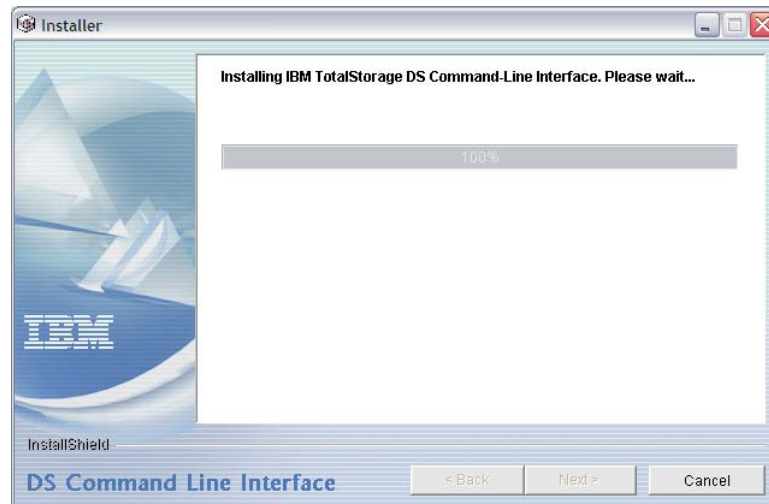 Installer
Installing IBM TotalStorage DS Command-Line Interface. Please wait...
100%
IBM
InstallShield
DS Command Line Interface
< Back
Next >
Cancel